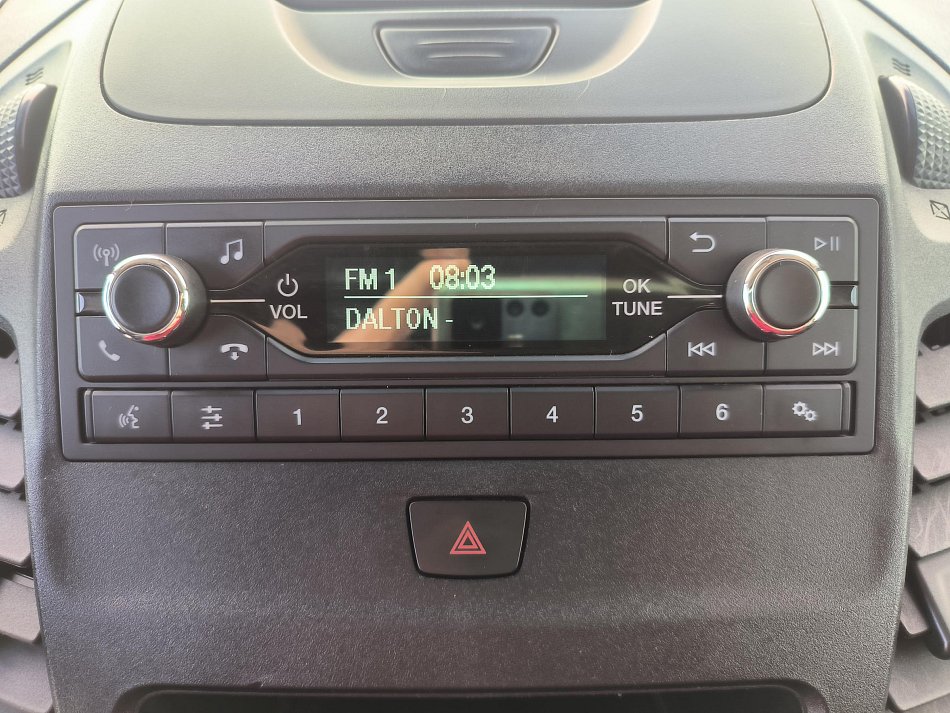 FM 1 08:03
VOL
OK
TUNE
DALTON -
1 2 3 4 5 6